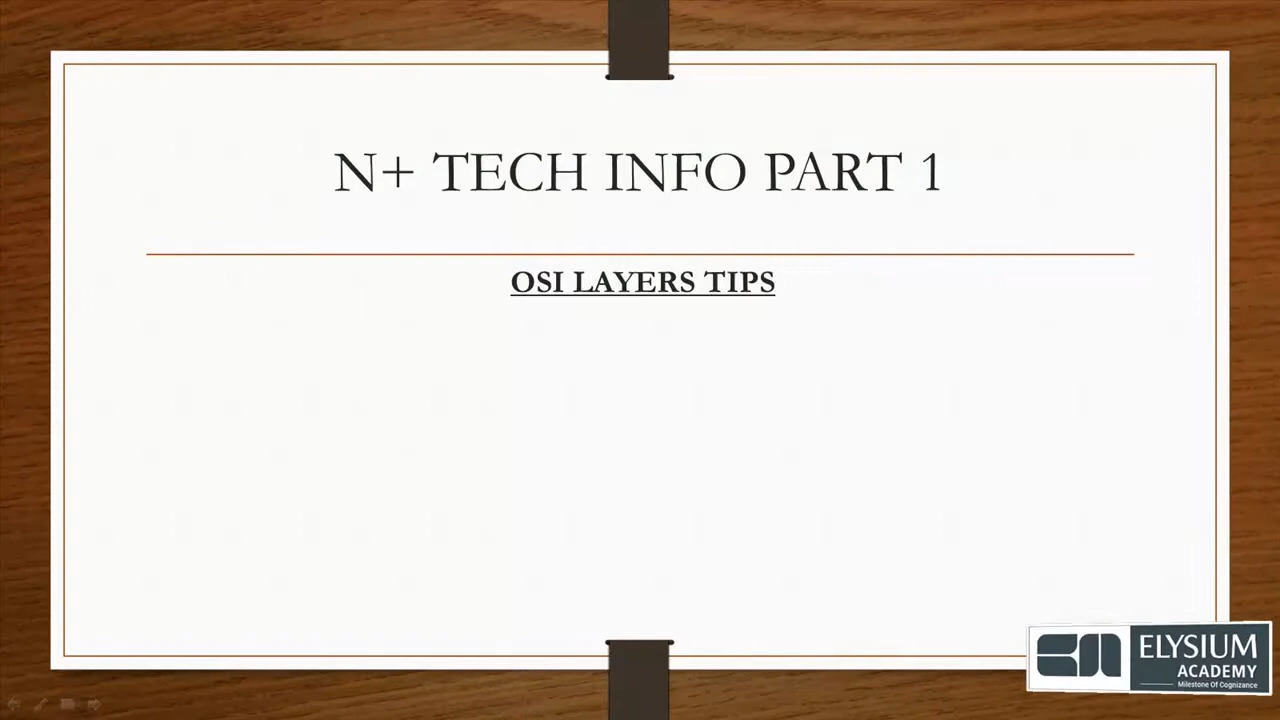 N+ TECH INFO PART 1
OSI LAYERS TIPS
ELYSIUM
ACADEMY
Milestone Of Cognizance